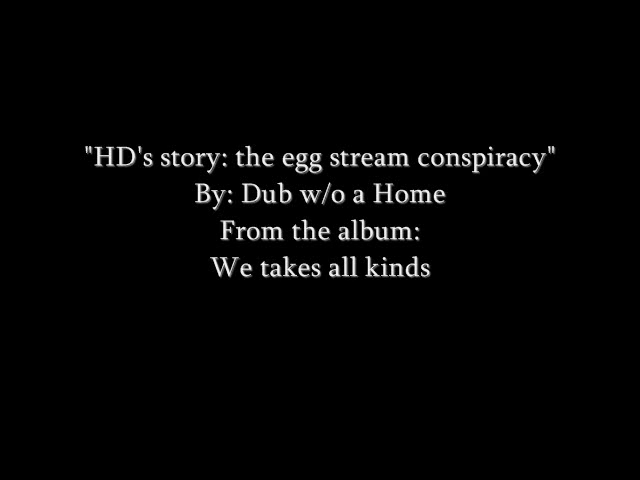 "HD's story: the egg stream conspiracy"
By: Dub w/o a Home
From the album:
We takes all kinds